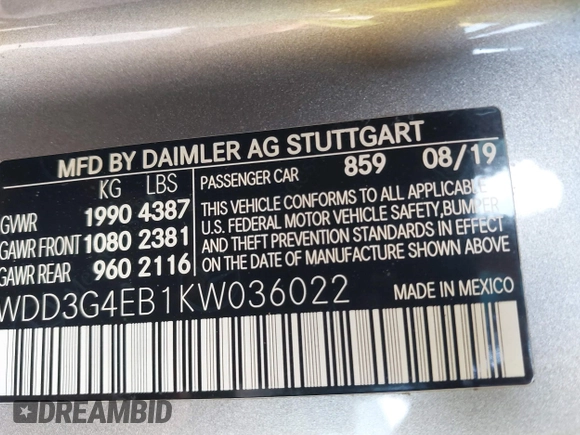 MFD BY DAIMLER AG STUTTGART
KG LBS
GVWR 1990 4387
GAWR FRONT 1080 2381
GAWR REAR 960 2116
PASSENGER CAR 859 08/19
THIS VEHICLE CONFORMS TO ALL APPLICABLE
U.S. FEDERAL MOTOR VEHICLE SAFETY, BUMPER
AND THEFT PREVENTION STANDARDS IN
EFFECT ON THE DATE OF MANUFACTURE
SHOWN ABOVE.
WDD3G4EB1KW036022
MADE IN MEXICO
DREAMBID